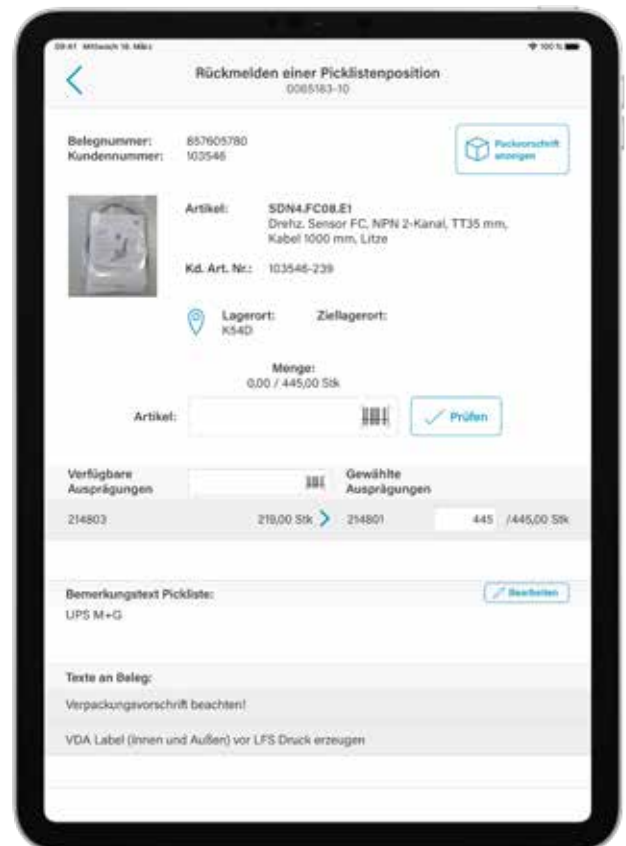 09:41 Mittwoch 18. März
100 %
Rückmelden einer Picklistenposition
0065183-10
Belegnummer: 857605780
Kundennummer: 103546
Packvorschrift
anzeigen
Artikel: SDN4.FC08.E1
Drehz. Sensor FC, NPN 2-Kanal, TT35 mm,
Kabel 1000 mm, Litze
Kd. Art. Nr.: 103546-239
Lagerort: Ziellagerort:
K54D
Menge:
0,00 / 445,00 Stk
Artikel: Prüfen
Verfügbare
Ausprägungen
Gewählte
Ausprägungen
214803 219,00 Stk 214801 445 /445,00 Stk
Bemerkungstext Pickliste: Bearbeiten
UPS M+G
Texte an Beleg:
Verpackungsvorschrift beachten!
VDA Label (Innen und Außen) vor LFS Druck erzeugen